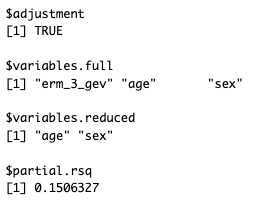 $adjustment
[1] TRUE
$variables.full
[1] "erm_3_gev" "age"       "sex"
$variables.reduced
[1] "age" "sex"
$partial.rsq
[1] 0.1506327